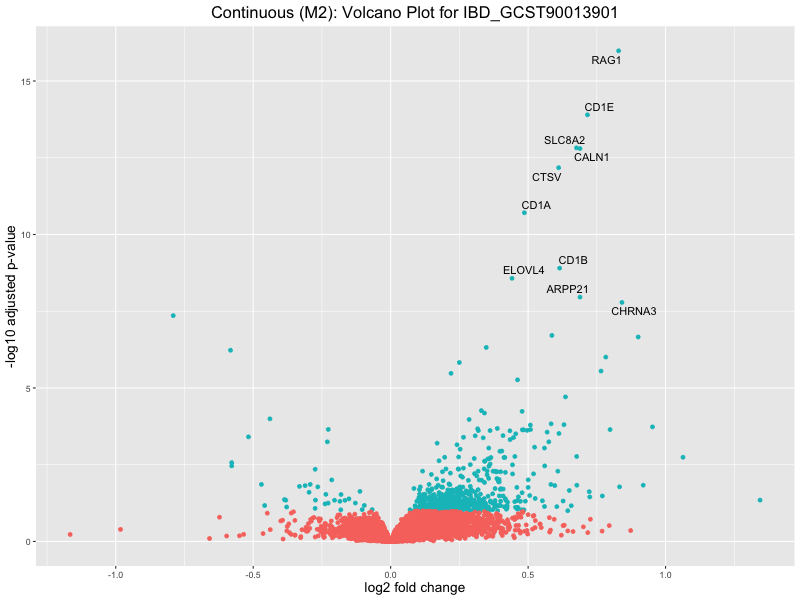 Continuous (M2): Volcano Plot for IBD_GCST90013901
RAG1
15
CD1E
SLC8A2
CALN1
CTSV
CD1A
10
CD1B
ELOVL4
ARPP21
CHRNA3
5
0
-log10 adjusted p-value
-1.0 -0.5 0.0 0.5 1.0
log2 fold change